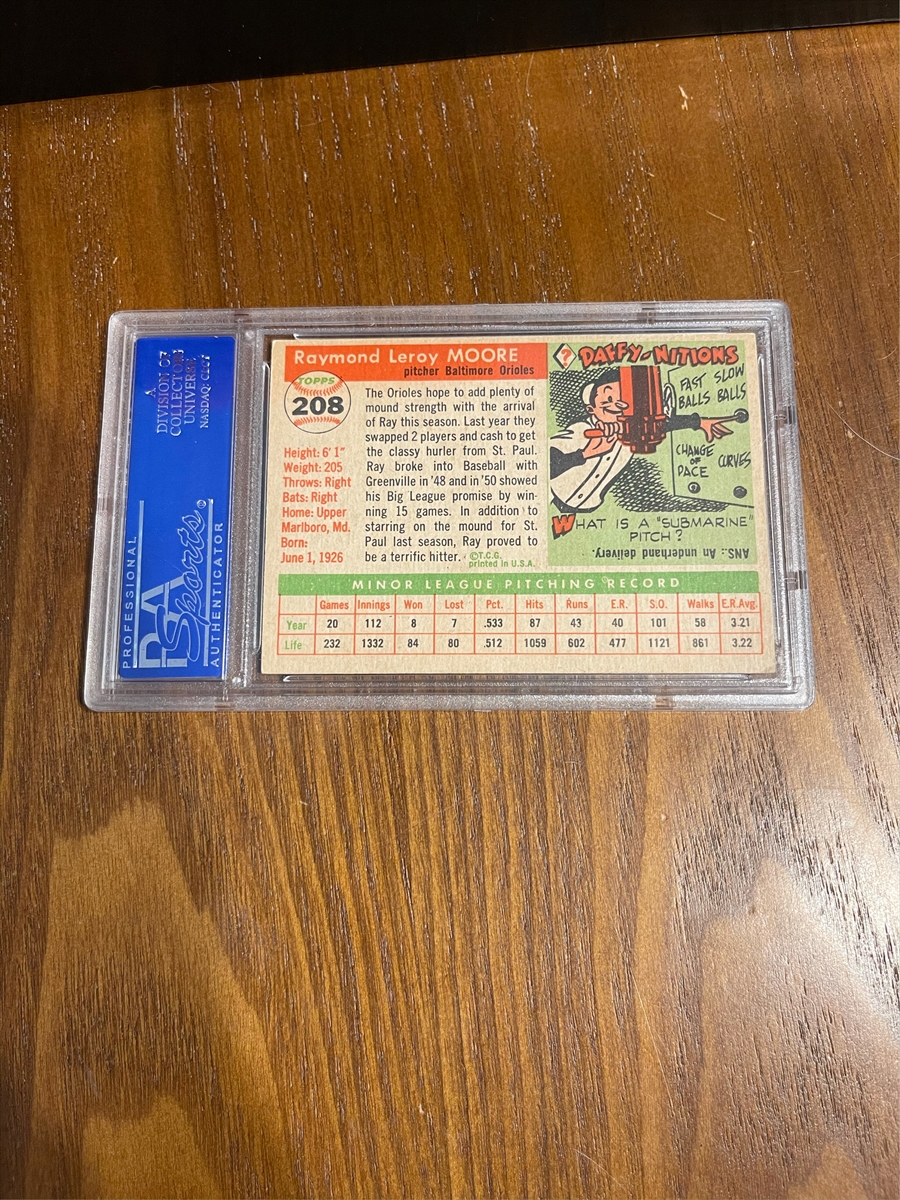 A
DIVISION OF
COLLECTORS
UNIVERSE
NASDAQ: CLCT
PROFESSIONAL
PSA
Sports
AUTHENTICATOR
Raymond Leroy MOORE
pitcher Baltimore Orioles
TOPPS
208
Height: 6' 1"
Weight: 205
Throws: Right
Bats: Right
Home: Upper
Marlboro, Md.
Born:
June 1, 1926
The Orioles hope to add plenty of
mound strength with the arrival
of Ray this season. Last year they
swapped 2 players and cash to get
the classy hurler from St. Paul.
Ray broke into Baseball with
Greenville in '48 and in '50 showed
his Big League promise by win-
ning 15 games. In addition to
starring on the mound for St.
Paul last season, Ray proved to
be a terrific hitter.
©T.C.G.
printed in U.S.A.
? DAFFY-NITIONS
FAST BALLS
SLOW BALLS
CHANGE OF PACE
CURVES
?
WHAT IS A "SUBMARINE"
PITCH?
ANS.: An underhand delivery.
MINOR LEAGUE PITCHING RECORD
Games Innings Won Lost Pct. Hits Runs E.R. S.O. Walks E.R.Avg.
Year 20 112 8 7 .533 87 43 40 101 58 3.21
Life 232 1332 84 80 .512 1059 602 477 1121 861 3.22